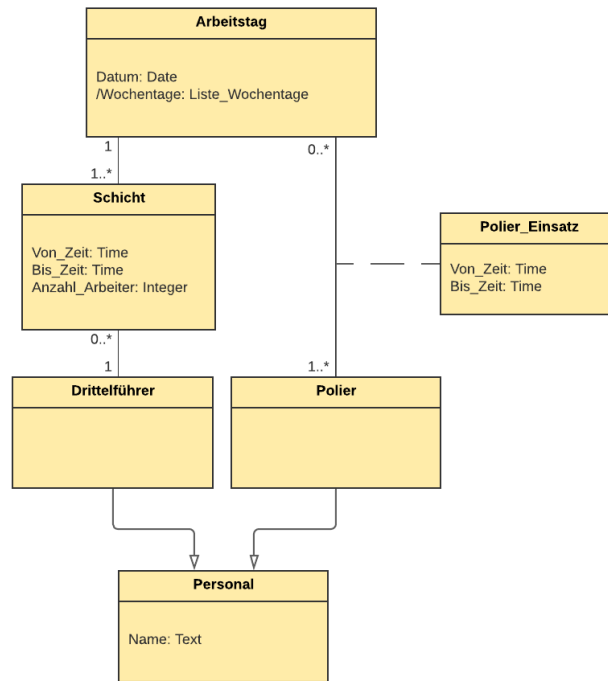 Arbeitstag
Datum: Date
/Wochentage: Liste_Wochentage
1
0..*
1..*
Schicht
Von_Zeit: Time
Bis_Zeit: Time
Anzahl_Arbeiter: Integer
Polier_Einsatz
Von_Zeit: Time
Bis_Zeit: Time
0..*
1
1..*
Drittelführer
Polier
Personal
Name: Text